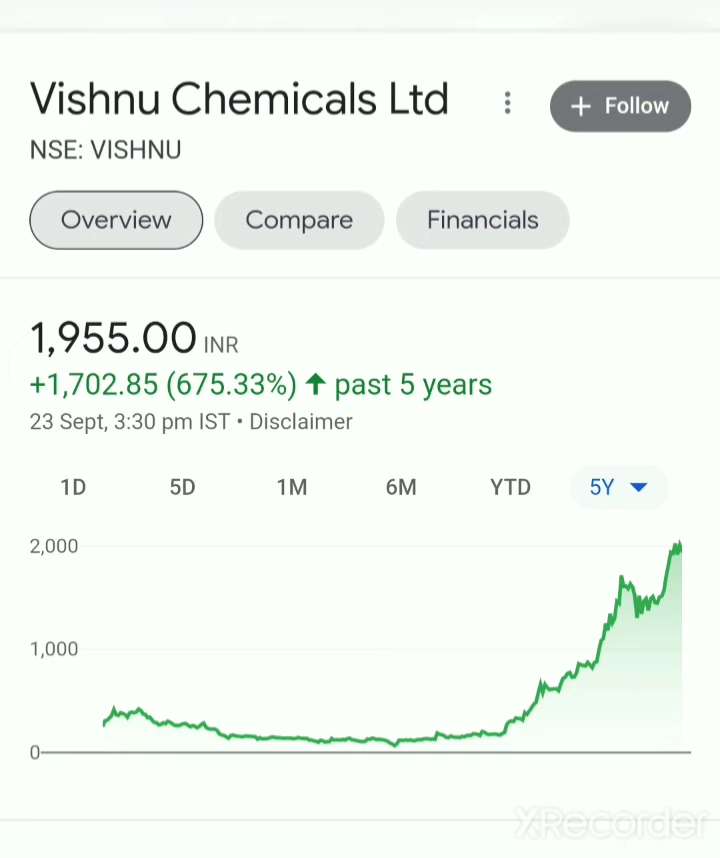 Vishnu Chemicals Ltd
+ Follow
NSE: VISHNU
Overview Compare Financials
1,955.00 INR
+1,702.85 (675.33%) ↑ past 5 years
23 Sept, 3:30 pm IST • Disclaimer
1D 5D 1M 6M YTD 5Y
2,000
1,000
0
XRecorder